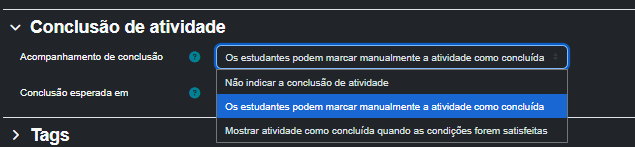 Conclusão de atividade
Acompanhamento de conclusão ? Os estudantes podem marcar manualmente a atividade como concluída
Não indicar a conclusão de atividade
Conclusão esperada em ? Os estudantes podem marcar manualmente a atividade como concluída
Mostrar atividade como concluída quando as condições forem satisfeitas
Tags